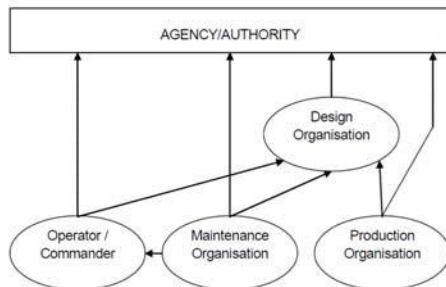 AGENCY/AUTHORITY
Design
Organisation
Operator /
Commander
Maintenance
Organisation
Production
Organisation